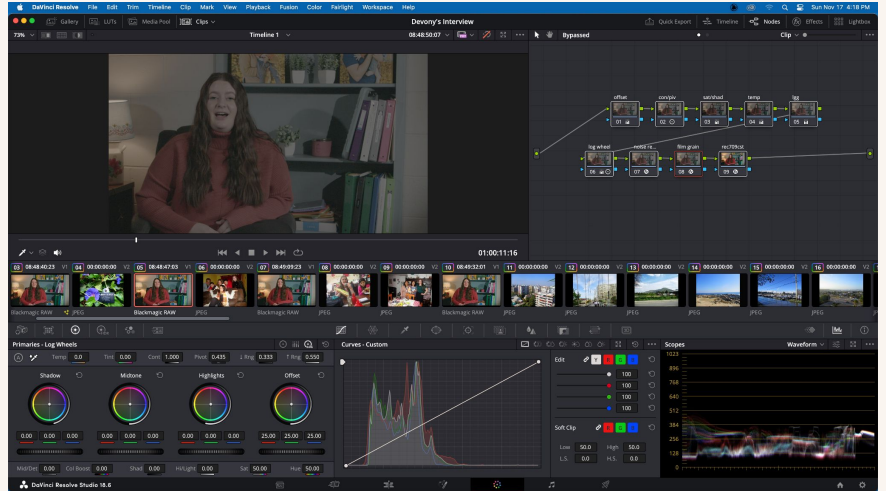 DaVinci Resolve File Edit Trim Timeline Clip Mark View Playback Fusion Color Fairlight Workspace Help Sun Nov 17 4:18 PM
Gallery LUTs Media Pool Clips Devony's Interview Quick Export Timeline Nodes Effects Lightbox
73% Timeline 1 08:48:50:07 Bypassed Clip
offset con/piv sat/shad temp lgg
01 02 03 04 05
log wheel noise re... film grain rec709cst
06 07 08 09
01:00:11:16
03 08:48:40:23 V1 04 00:00:00:00 V2 05 08:48:47:03 V1 06 00:00:00:00 V2 07 08:49:09:23 V1 08 00:00:00:00 V2 09 00:00:00:00 V2 10 08:49:32:01 V1 11 00:00:00:00 V2 12 00:00:00:00 V2 13 00:00:00:00 V2 14 00:00:00:00 V2 15 00:00:00:00 V2 16 00:00:00:00 V2
Blackmagic RAW JPEG Blackmagic RAW JPEG Blackmagic RAW JPEG JPEG Blackmagic RAW JPEG JPEG JPEG JPEG JPEG JPEG
Primaries - Log Wheels Curves - Custom Scopes Waveform
Temp 0.0 Tint 0.00 Cont 1.000 Pivot 0.435 L Rng 0.333 H Rng 0.550
Shadow Midtone Highlights Offset
0.00 0.00 0.00 0.00 0.00 0.00 0.00 0.00 0.00 25.00 25.00 25.00
Mid/Det 0.00 Col Boost 0.00 Shad 0.00 Hi/Light 0.00 Sat 50.00 Hue 50.00
Edit Y R G B
100
100
100
100
Soft Clip R G B
Low 50.0 High 50.0
L.S. 0.0 H.S. 0.0
1023
896
768
640
512
384
256
128
0
DaVinci Resolve Studio 18.6